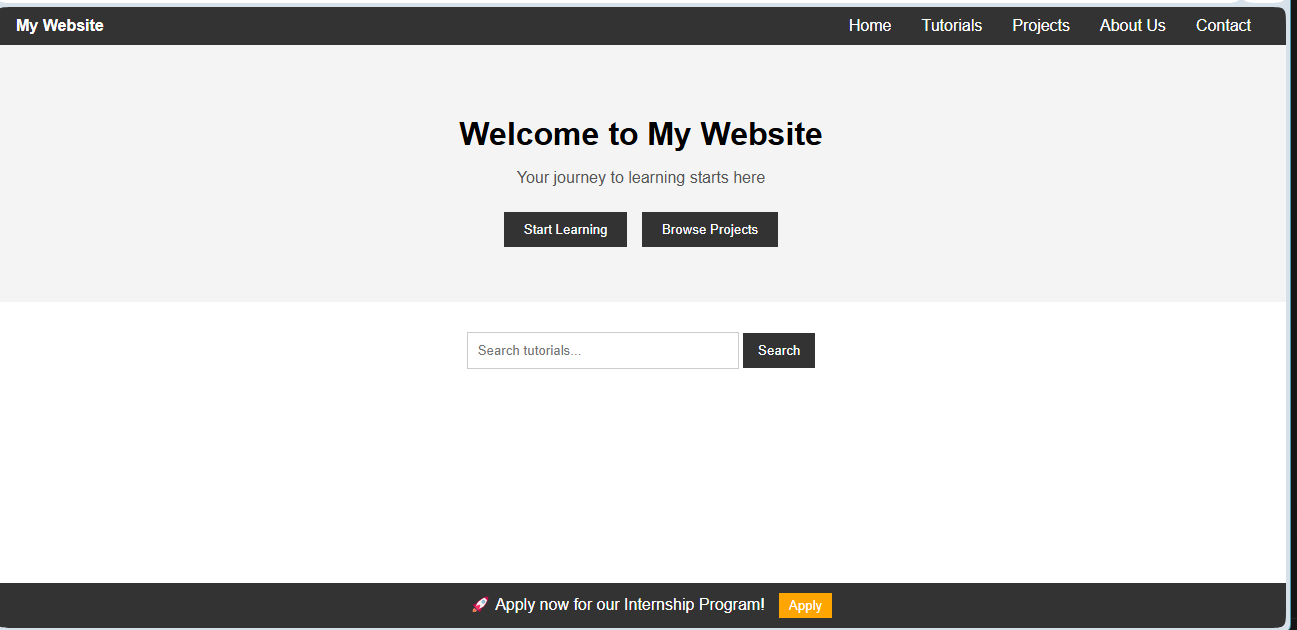 My Website Home Tutorials Projects About Us Contact
Welcome to My Website
Your journey to learning starts here
Start Learning Browse Projects
Search tutorials... Search
🚀 Apply now for our Internship Program! Apply